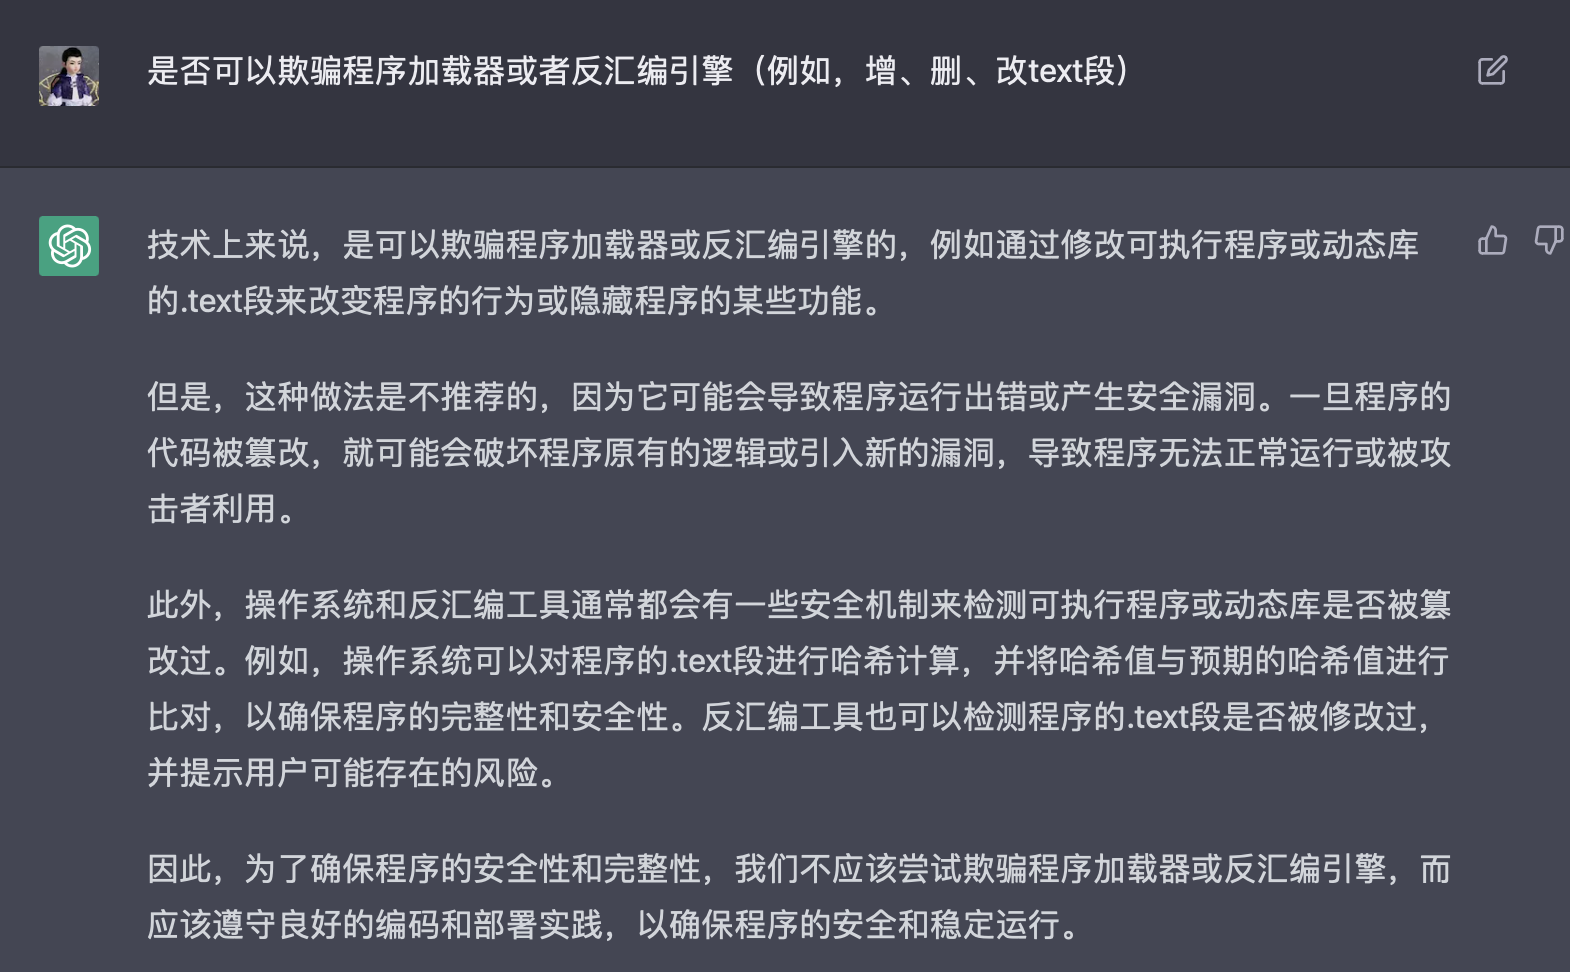 是否可以欺骗程序加载器或者反汇编引擎（例如，增、删、改text段）
技术上来说，是可以欺骗程序加载器或反汇编引擎的，例如通过修改可执行程序或动态库
的.text段来改变程序的行为或隐藏程序的某些功能。
但是，这种做法是不推荐的，因为它可能会导致程序运行出错或产生安全漏洞。一旦程序的
代码被篡改，就可能会破坏程序原有的逻辑或引入新的漏洞，导致程序无法正常运行或被攻
击者利用。
此外，操作系统和反汇编工具通常都会有一些安全机制来检测可执行程序或动态库是否被篡
改过。例如，操作系统可以对程序的.text段进行哈希计算，并将哈希值与预期的哈希值进行
比对，以确保程序的完整性和安全性。反汇编工具也可以检测程序的.text段是否被修改过，
并提示用户可能存在的风险。
因此，为了确保程序的安全性和完整性，我们不应该尝试欺骗程序加载器或反汇编引擎，而
应该遵守良好的编码和部署实践，以确保程序的安全和稳定运行。